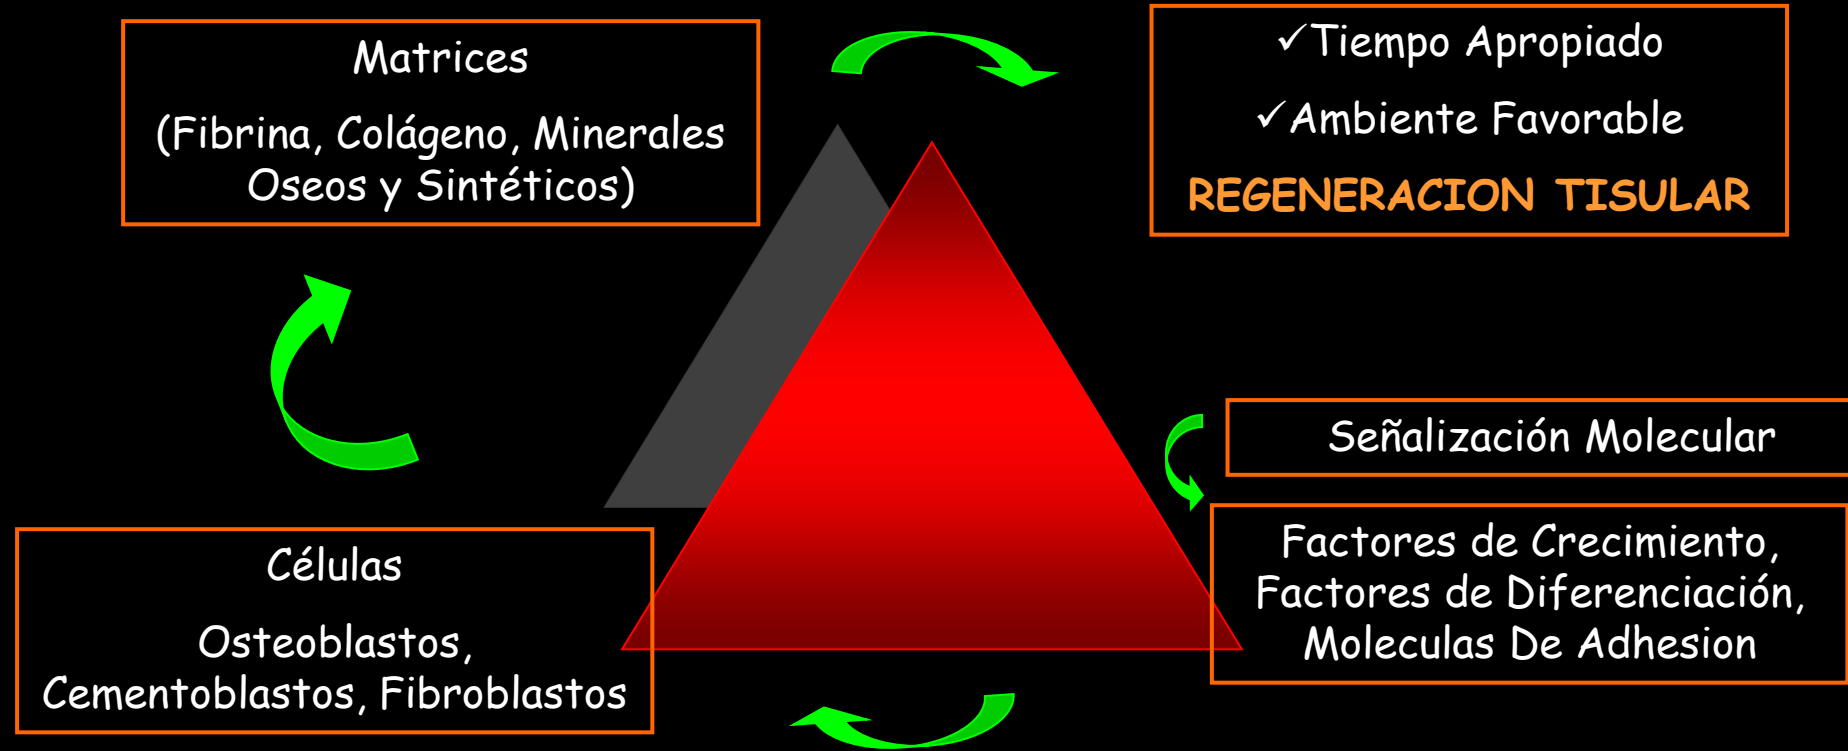 Matrices
(Fibrina, Colágeno, Minerales
Oseos y Sintéticos)
✓Tiempo Apropiado
✓Ambiente Favorable
REGENERACION TISULAR
Señalización Molecular
Factores de Crecimiento,
Factores de Diferenciación,
Moleculas De Adhesion
Células
Osteoblastos,
Cementoblastos, Fibroblastos